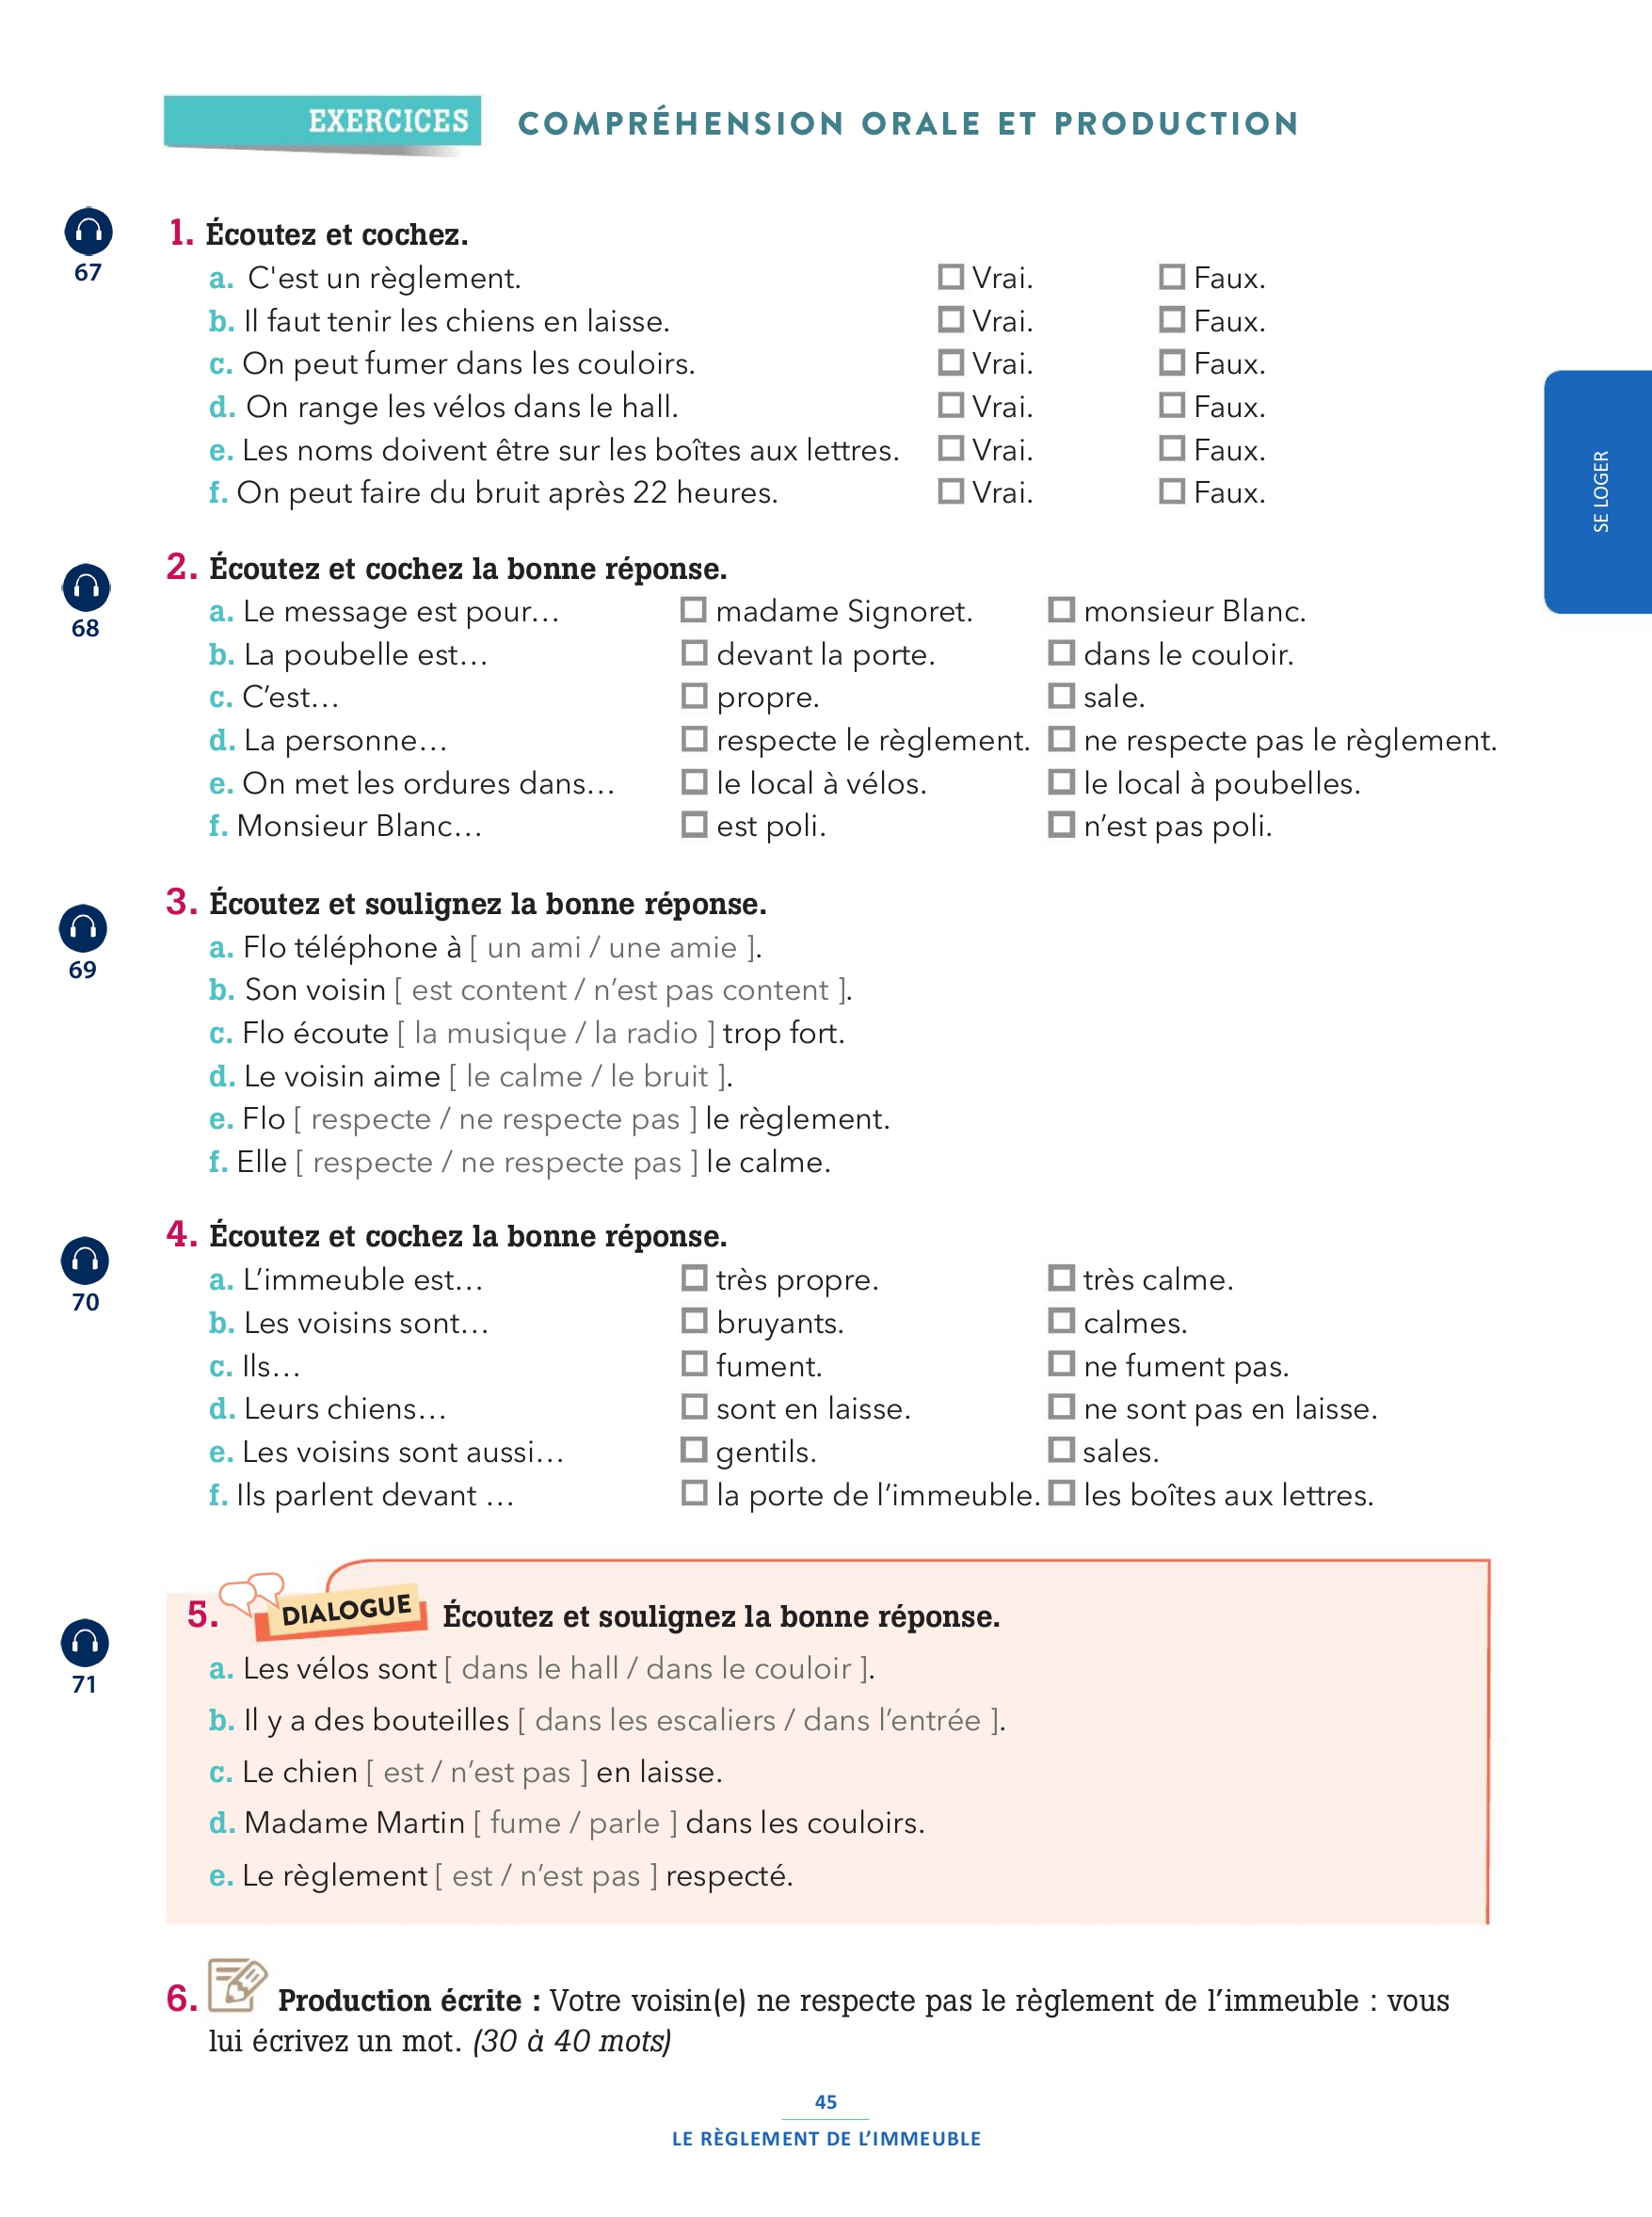 EXERCICES COMPRÉHENSION ORALE ET PRODUCTION
67
1. Écoutez et cochez.
a. C'est un règlement. Vrai. Faux.
b. Il faut tenir les chiens en laisse. Vrai. Faux.
c. On peut fumer dans les couloirs. Vrai. Faux.
d. On range les vélos dans le hall. Vrai. Faux.
e. Les noms doivent être sur les boîtes aux lettres. Vrai. Faux.
f. On peut faire du bruit après 22 heures. Vrai. Faux.
SE LOGER
68
2. Écoutez et cochez la bonne réponse.
a. Le message est pour… madame Signoret. monsieur Blanc.
b. La poubelle est… devant la porte. dans le couloir.
c. C’est… propre. sale.
d. La personne… respecte le règlement. ne respecte pas le règlement.
e. On met les ordures dans… le local à vélos. le local à poubelles.
f. Monsieur Blanc… est poli. n’est pas poli.
69
3. Écoutez et soulignez la bonne réponse.
a. Flo téléphone à [ un ami / une amie ].
b. Son voisin [ est content / n’est pas content ].
c. Flo écoute [ la musique / la radio ] trop fort.
d. Le voisin aime [ le calme / le bruit ].
e. Flo [ respecte / ne respecte pas ] le règlement.
f. Elle [ respecte / ne respecte pas ] le calme.
70
4. Écoutez et cochez la bonne réponse.
a. L’immeuble est… très propre. très calme.
b. Les voisins sont… bruyants. calmes.
c. Ils… fument. ne fument pas.
d. Leurs chiens… sont en laisse. ne sont pas en laisse.
e. Les voisins sont aussi… gentils. sales.
f. Ils parlent devant … la porte de l’immeuble. les boîtes aux lettres.
71
5. DIALOGUE Écoutez et soulignez la bonne réponse.
a. Les vélos sont [ dans le hall / dans le couloir ].
b. Il y a des bouteilles [ dans les escaliers / dans l’entrée ].
c. Le chien [ est / n’est pas ] en laisse.
d. Madame Martin [ fume / parle ] dans les couloirs.
e. Le règlement [ est / n’est pas ] respecté.
6. Production écrite : Votre voisin(e) ne respecte pas le règlement de l’immeuble : vous
lui écrivez un mot. (30 à 40 mots)
45
LE RÈGLEMENT DE L’IMMEUBLE